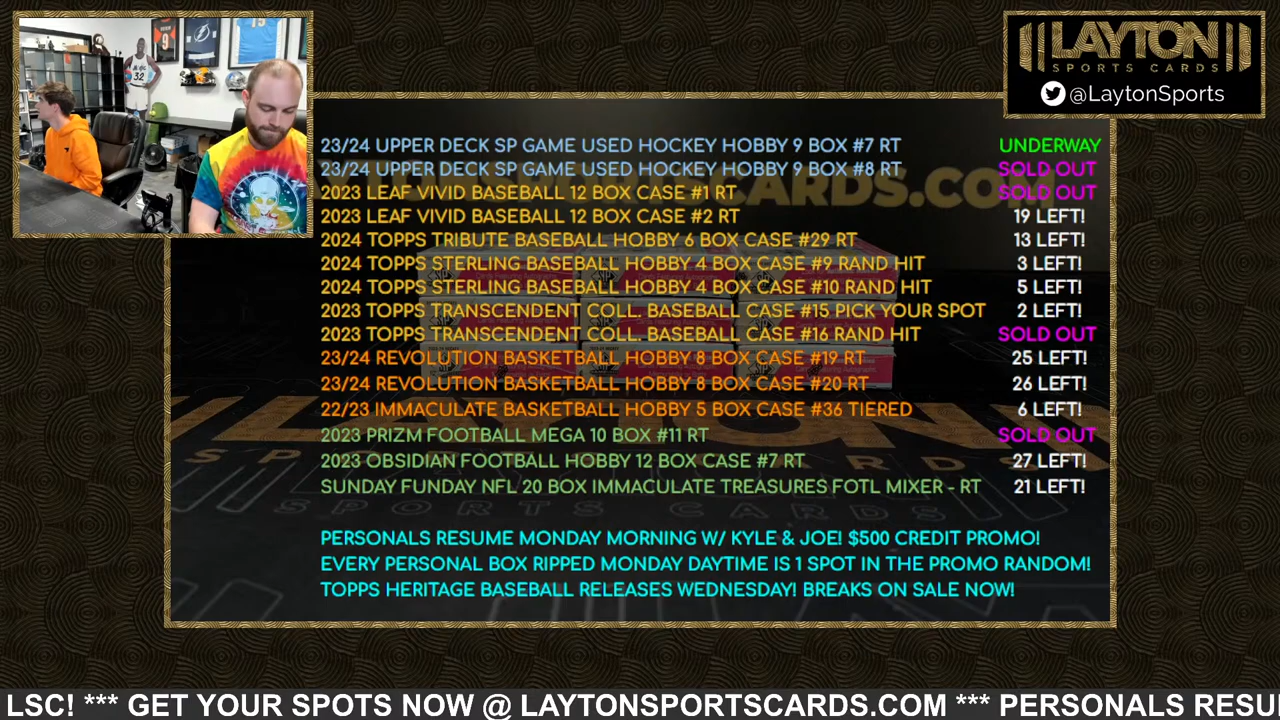 LAYTON
SPORTS CARDS
@LaytonSports
23/24 UPPER DECK SP GAME USED HOCKEY HOBBY 9 BOX #7 RT UNDERWAY
23/24 UPPER DECK SP GAME USED HOCKEY HOBBY 9 BOX #8 RT SOLD OUT
2023 LEAF VIVID BASEBALL 12 BOX CASE #1 RT SOLD OUT
2023 LEAF VIVID BASEBALL 12 BOX CASE #2 RT 19 LEFT!
2024 TOPPS TRIBUTE BASEBALL HOBBY 6 BOX CASE #29 RT 13 LEFT!
2024 TOPPS STERLING BASEBALL HOBBY 4 BOX CASE #9 RAND HIT 3 LEFT!
2024 TOPPS STERLING BASEBALL HOBBY 4 BOX CASE #10 RAND HIT 5 LEFT!
2023 TOPPS TRANSCENDENT COLL. BASEBALL CASE #15 PICK YOUR SPOT 2 LEFT!
2023 TOPPS TRANSCENDENT COLL. BASEBALL CASE #16 RAND HIT SOLD OUT
23/24 REVOLUTION BASKETBALL HOBBY 8 BOX CASE #19 RT 25 LEFT!
23/24 REVOLUTION BASKETBALL HOBBY 8 BOX CASE #20 RT 26 LEFT!
22/23 IMMACULATE BASKETBALL HOBBY 5 BOX CASE #36 TIERED 6 LEFT!
2023 PRIZM FOOTBALL MEGA 10 BOX #11 RT SOLD OUT
2023 OBSIDIAN FOOTBALL HOBBY 12 BOX CASE #7 RT 27 LEFT!
SUNDAY FUNDAY NFL 20 BOX IMMACULATE TREASURES FOTL MIXER - RT 21 LEFT!
PERSONALS RESUME MONDAY MORNING W/ KYLE & JOE! $500 CREDIT PROMO!
EVERY PERSONAL BOX RIPPED MONDAY DAYTIME IS 1 SPOT IN THE PROMO RANDOM!
TOPPS HERITAGE BASEBALL RELEASES WEDNESDAY! BREAKS ON SALE NOW!
LSC! *** GET YOUR SPOTS NOW @ LAYTONSPORTSCARDS.COM *** PERSONALS RESU